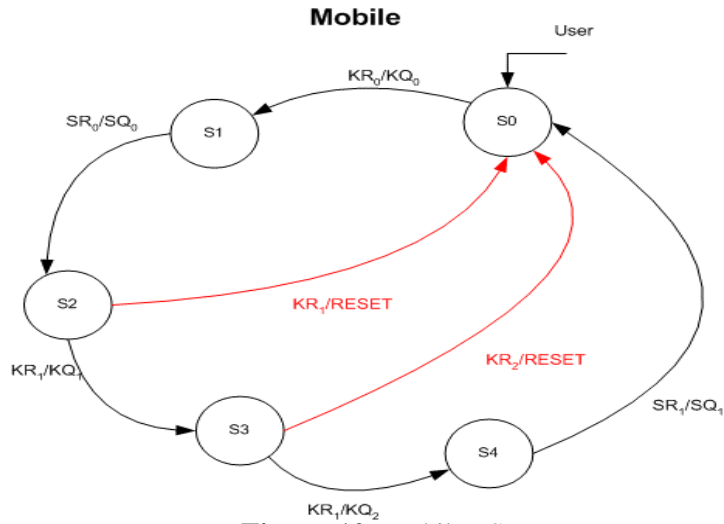 Mobile
User
KR₀/KQ₀
S0
SR₀/SQ₀
S1
S2
KR₁/RESET
KR₁/KQ₁
KR₂/RESET
S3
SR₁/SQ₁
S4
KR₁/KQ₂